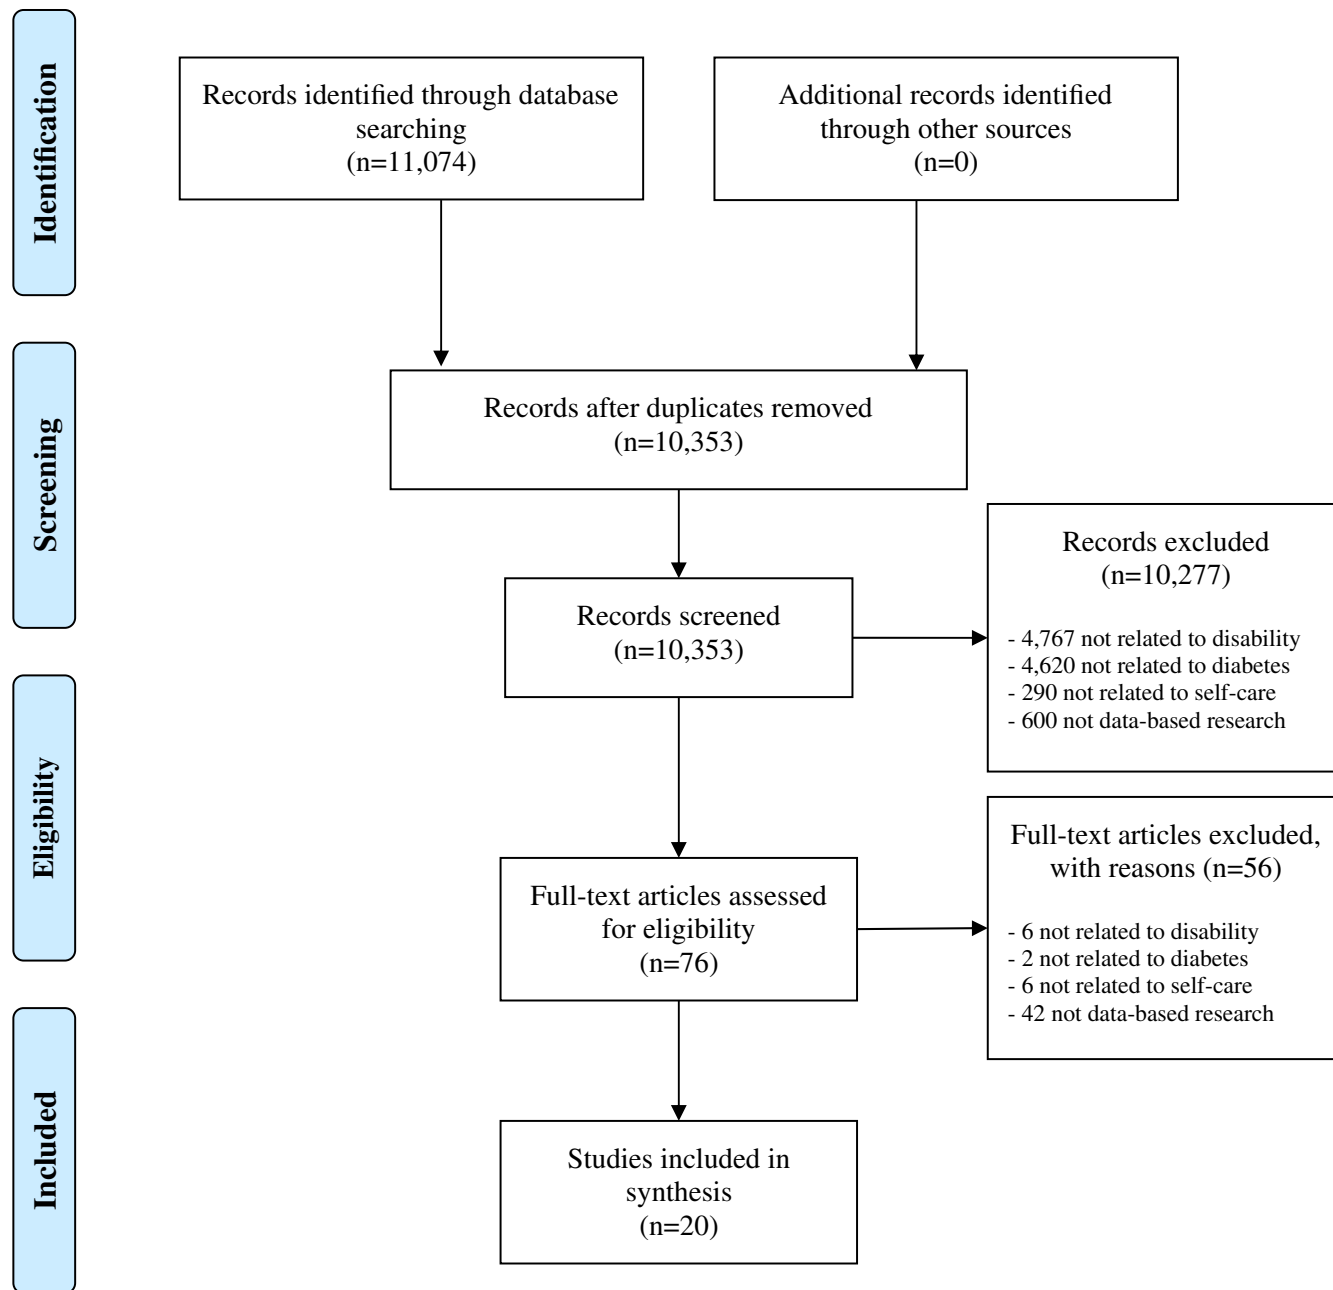 Identification
Records identified through database
searching
(n=11,074)
Additional records identified
through other sources
(n=0)
Screening
Records after duplicates removed
(n=10,353)
Records screened
(n=10,353)
Records excluded
(n=10,277)
- 4,767 not related to disability
- 4,620 not related to diabetes
- 290 not related to self-care
- 600 not data-based research
Eligibility
Full-text articles assessed
for eligibility
(n=76)
Full-text articles excluded,
with reasons (n=56)
- 6 not related to disability
- 2 not related to diabetes
- 6 not related to self-care
- 42 not data-based research
Included
Studies included in
synthesis
(n=20)